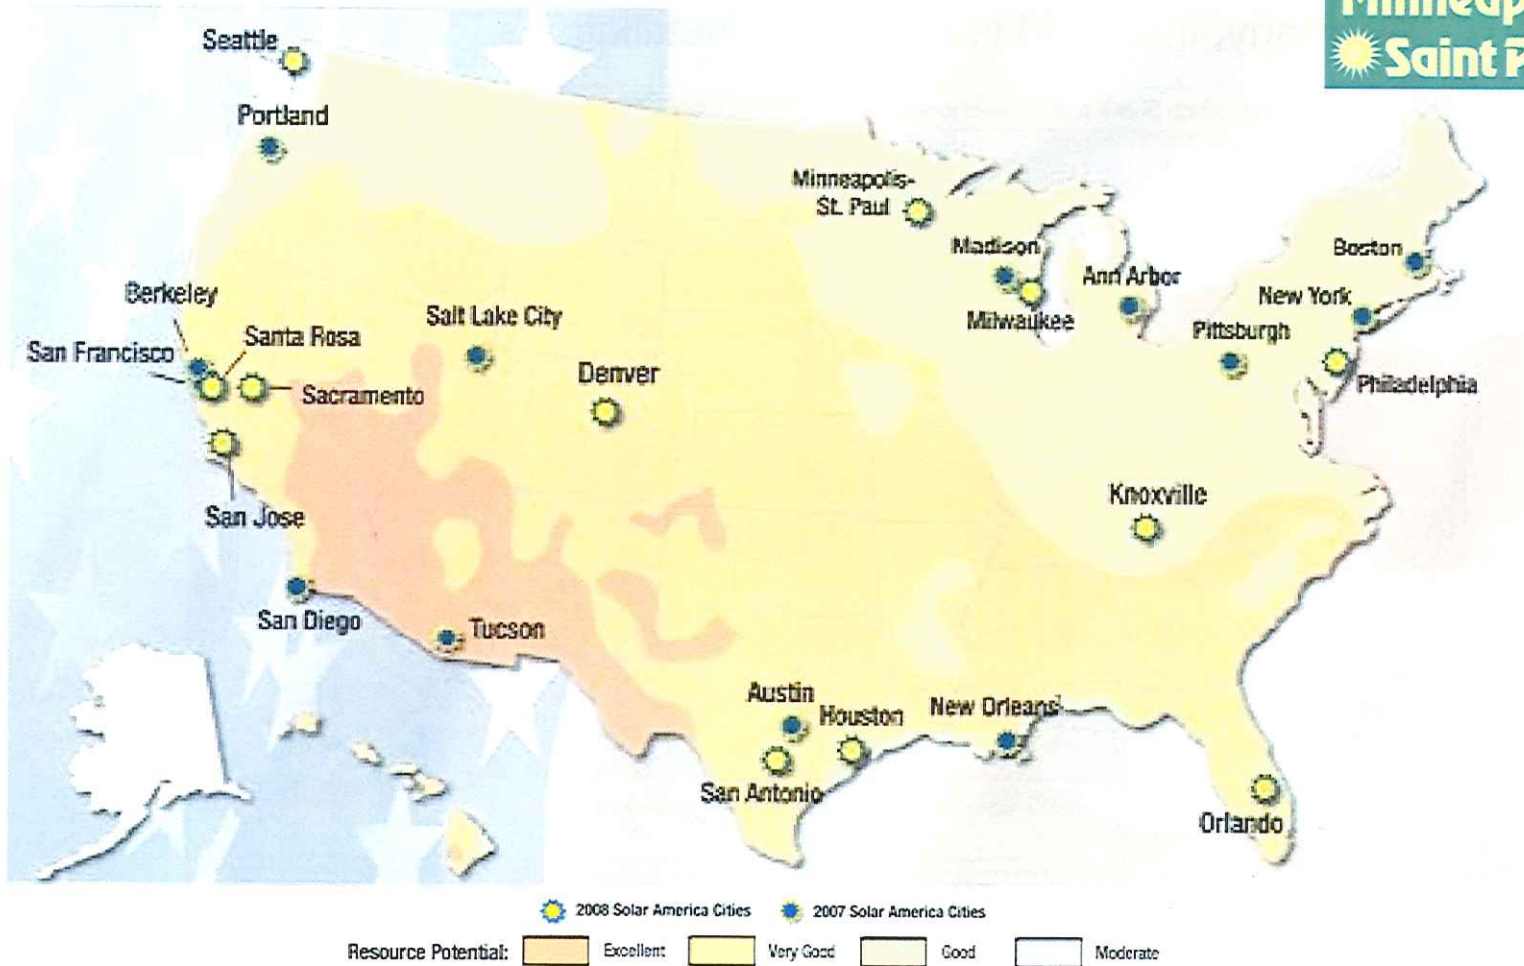 Saint
Seattle
Portland
Minneapolis-
St. Paul
Madison
Milwaukee
Ann Arbor
Boston
New York
Pittsburgh
Philadelphia
Berkeley
San Francisco
Santa Rosa
Sacramento
Salt Lake City
Denver
San Jose
Knoxville
San Diego
Tucson
Austin
Houston
New Orleans
San Antonio
Orlando
2008 Solar America Cities
2007 Solar America Cities
Resource Potential:
Excellent
Very Good
Good
Moderate